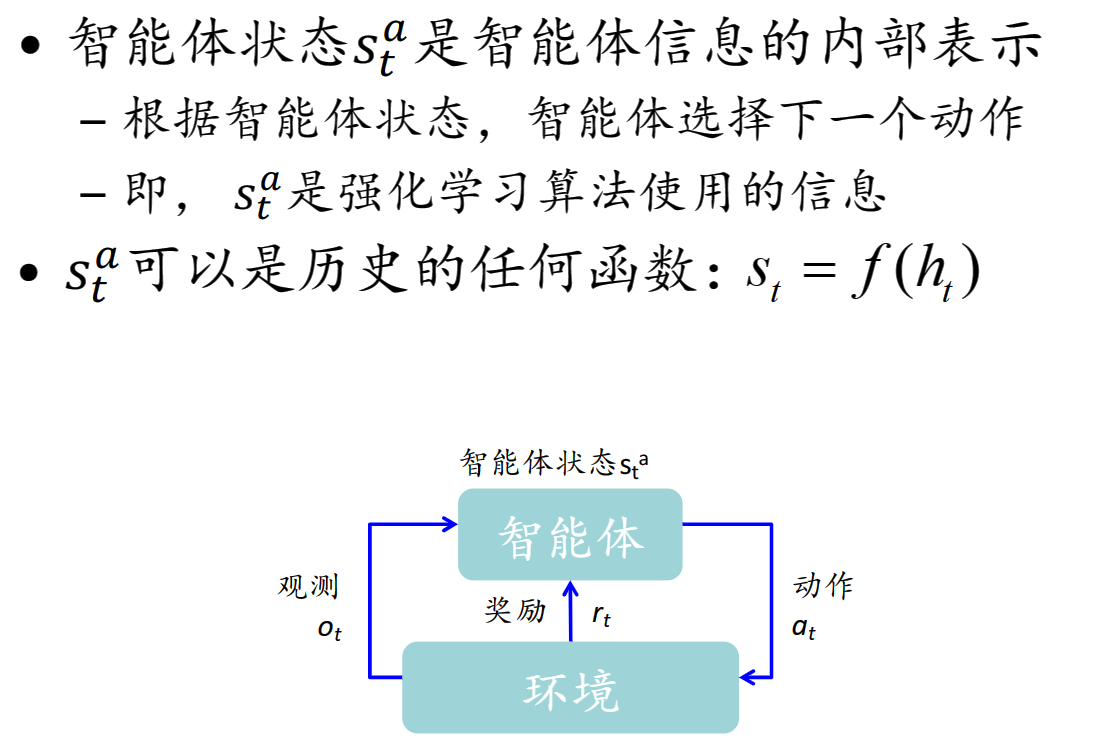 • 智能体状态$s_t^a$是智能体信息的内部表示
– 根据智能体状态，智能体选择下一个动作
– 即， $s_t^a$是强化学习算法使用的信息
• $s_t^a$可以是历史的任何函数：$s_t = f(h_t)$
智能体状态$s_t^a$
智能体
观测
$o_t$
奖励 $r_t$
动作
$a_t$
环境